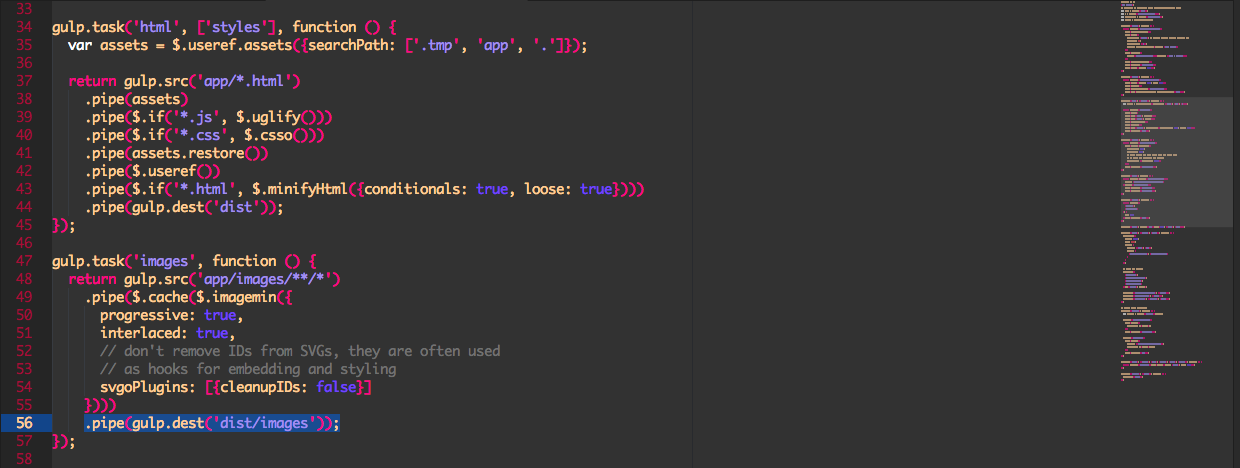 33
34 gulp.task('html', ['styles'], function () {
35   var assets = $.useref.assets({searchPath: ['.tmp', 'app', '.']});
36
37   return gulp.src('app/*.html')
38     .pipe(assets)
39     .pipe($.if('*.js', $.uglify()))
40     .pipe($.if('*.css', $.csso()))
41     .pipe(assets.restore())
42     .pipe($.useref())
43     .pipe($.if('*.html', $.minifyHtml({conditionals: true, loose: true})))
44     .pipe(gulp.dest('dist'));
45 });
46
47 gulp.task('images', function () {
48   return gulp.src('app/images/**/*')
49     .pipe($.cache($.imagemin({
50       progressive: true,
51       interlaced: true,
52       // don't remove IDs from SVGs, they are often used
53       // as hooks for embedding and styling
54       svgoPlugins: [{cleanupIDs: false}]
55     })))
56     .pipe(gulp.dest('dist/images'));
57 });
58